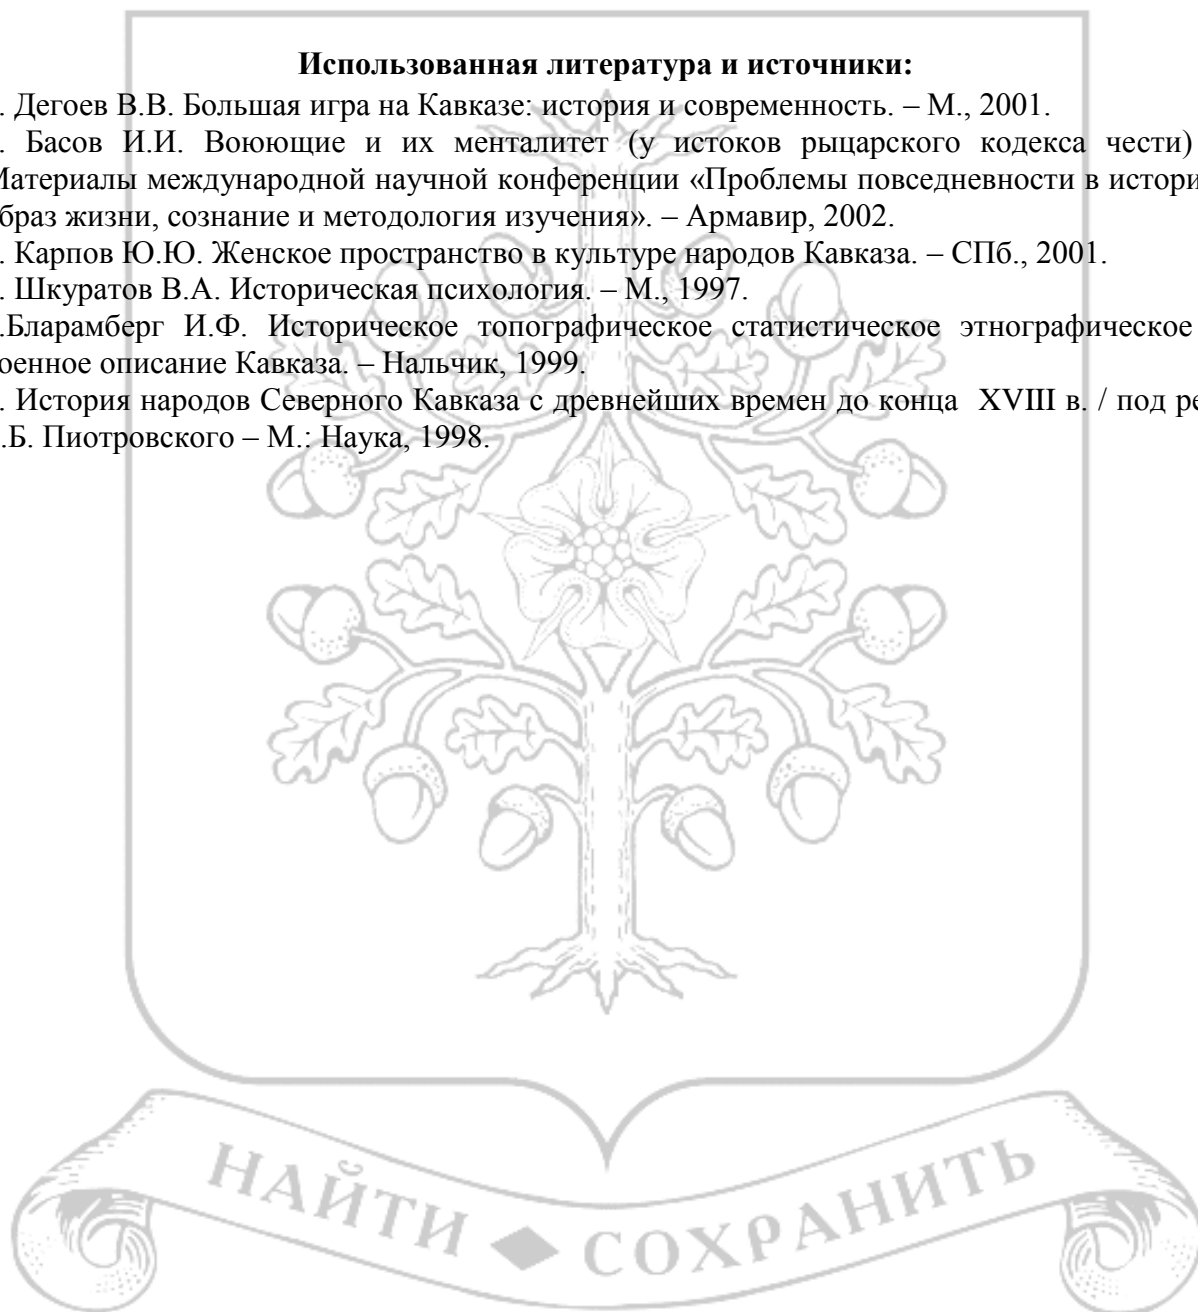 Использованная литература и источники:
. Дегоев В.В. Большая игра на Кавказе: история и современность. – М., 2001.
. Басов И.И. Воюющие и их менталитет (у истоков рыцарского кодекса чести)
Материалы международной научной конференции «Проблемы повседневности в истори
браз жизни, сознание и методология изучения». – Армавир, 2002.
. Карпов Ю.Ю. Женское пространство в культуре народов Кавказа. – СПб., 2001.
. Шкуратов В.А. Историческая психология. – М., 1997.
.Бларамберг И.Ф. Историческое топографическое статистическое этнографическое
оенное описание Кавказа. – Нальчик, 1999.
. История народов Северного Кавказа с древнейших времен до конца XVIII в. / под ре
.Б. Пиотровского – М.: Наука, 1998.
НАЙТИ ◆ СОХРАНИТЬ